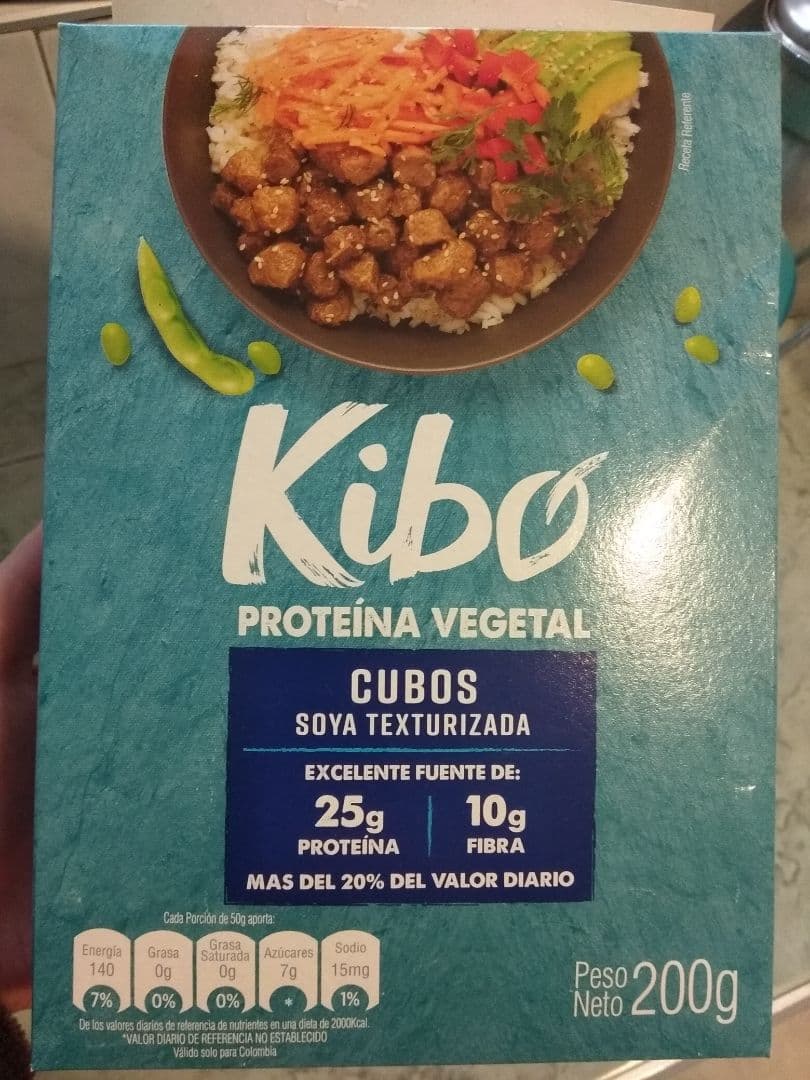 Receta Referente
Kibo
PROTEÍNA VEGETAL
CUBOS
SOYA TEXTURIZADA
EXCELENTE FUENTE DE:
25g 10g
PROTEÍNA FIBRA
MAS DEL 20% DEL VALOR DIARIO
Cada Porción de 50g aporta:
Energía
140
7%
Grasa
0g
0%
Grasa
Saturada
0g
0%
Azúcares
7g
*
Sodio
15mg
1%
De los valores diarios de referencia de nutrientes en una dieta de 2000Kcal.
*VALOR DIARIO DE REFERENCIA NO ESTABLECIDO
Válido solo para Colombia
Peso
Neto 200g